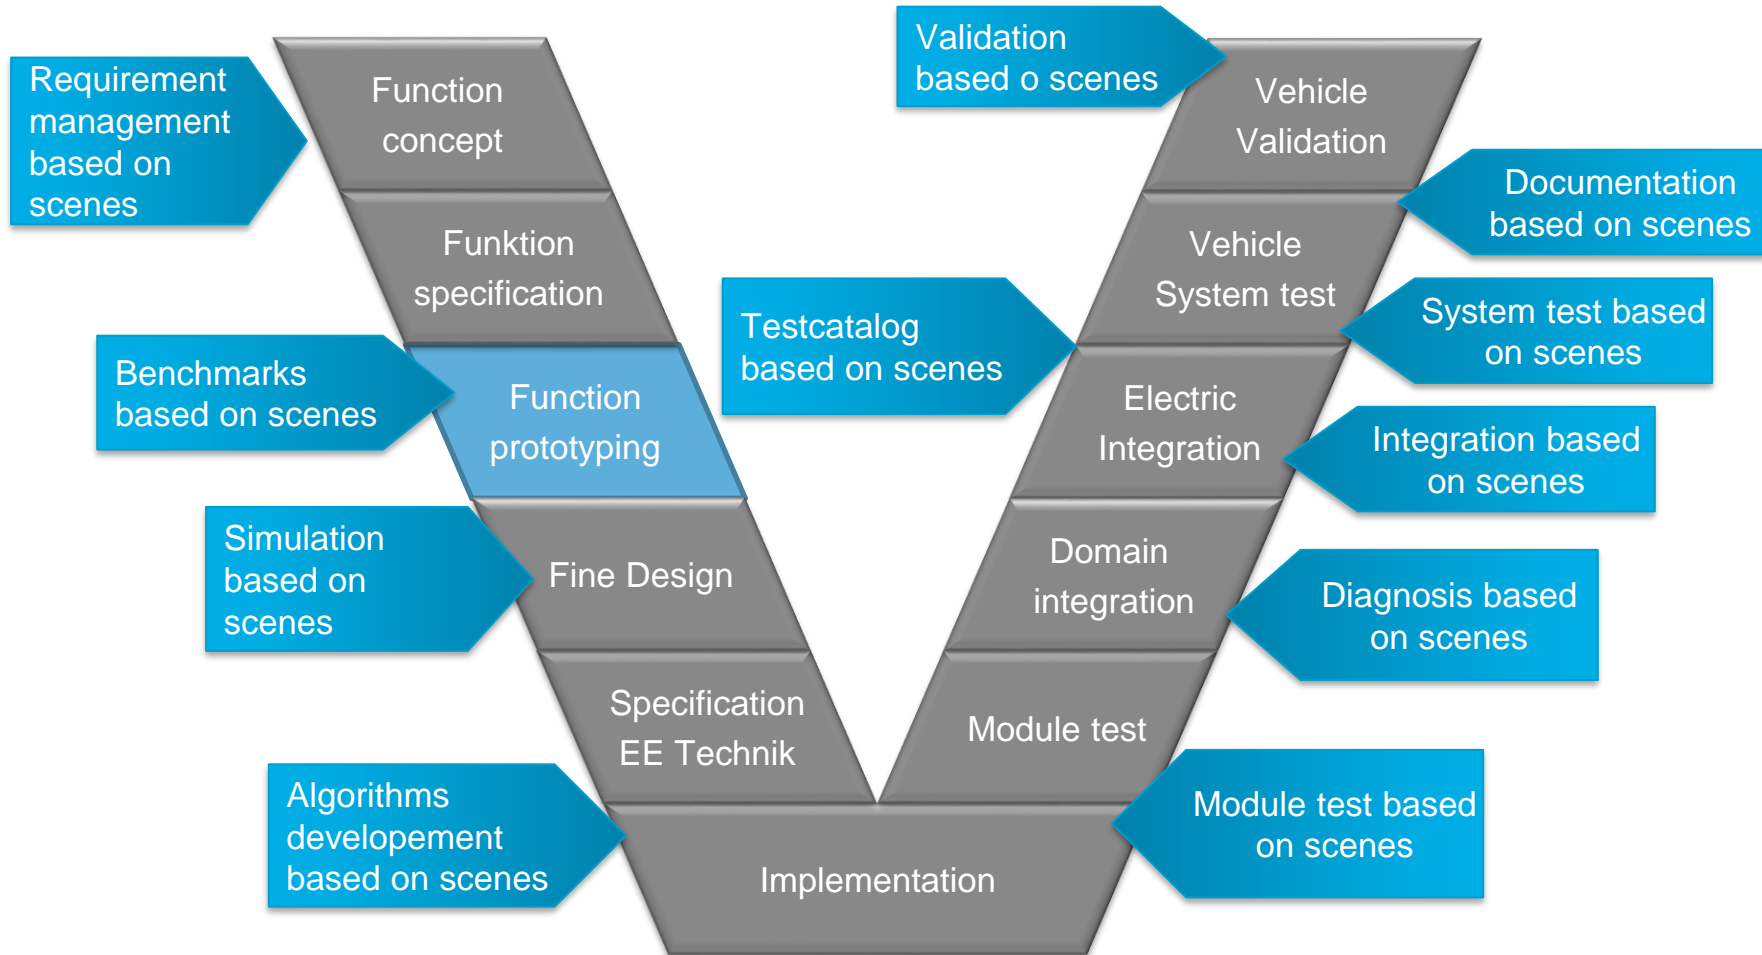 Requirement
management
based on
scenes
Function
concept
Funktion
specification
Benchmarks
based on scenes
Function
prototyping
Simulation
based on
scenes
Fine Design
Specification
EE Technik
Algorithms
developement
based on scenes
Implementation
Validation
based o scenes
Vehicle
Validation
Documentation
based on scenes
Vehicle
System test
Testcatalog
based on scenes
System test based
on scenes
Electric
Integration
Integration based
on scenes
Domain
integration
Diagnosis based
on scenes
Module test
Module test based
on scenes